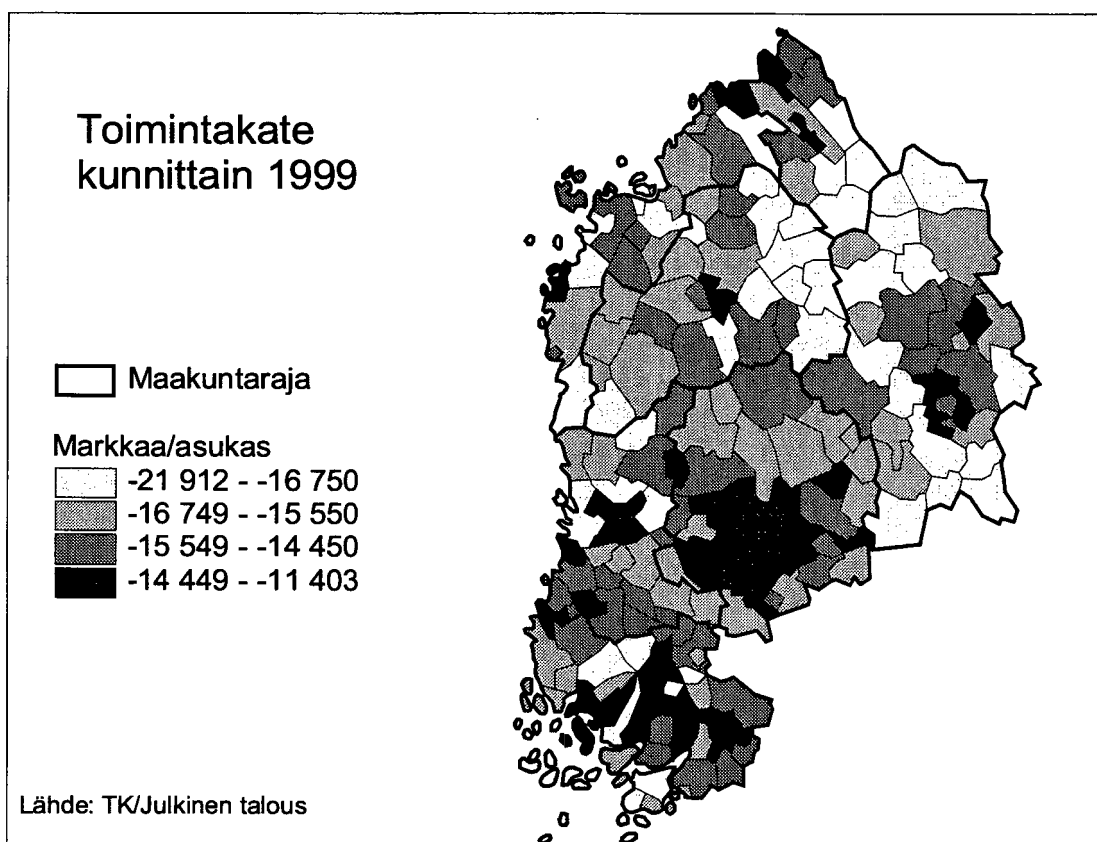 Toimintakate
kunnittain 1999
Maakuntaraja
Markkaa/asukas
-21 912 - -16 750
-16 749 - -15 550
-15 549 - -14 450
-14 449 - -11 403
Lähde: TK/Julkinen talous